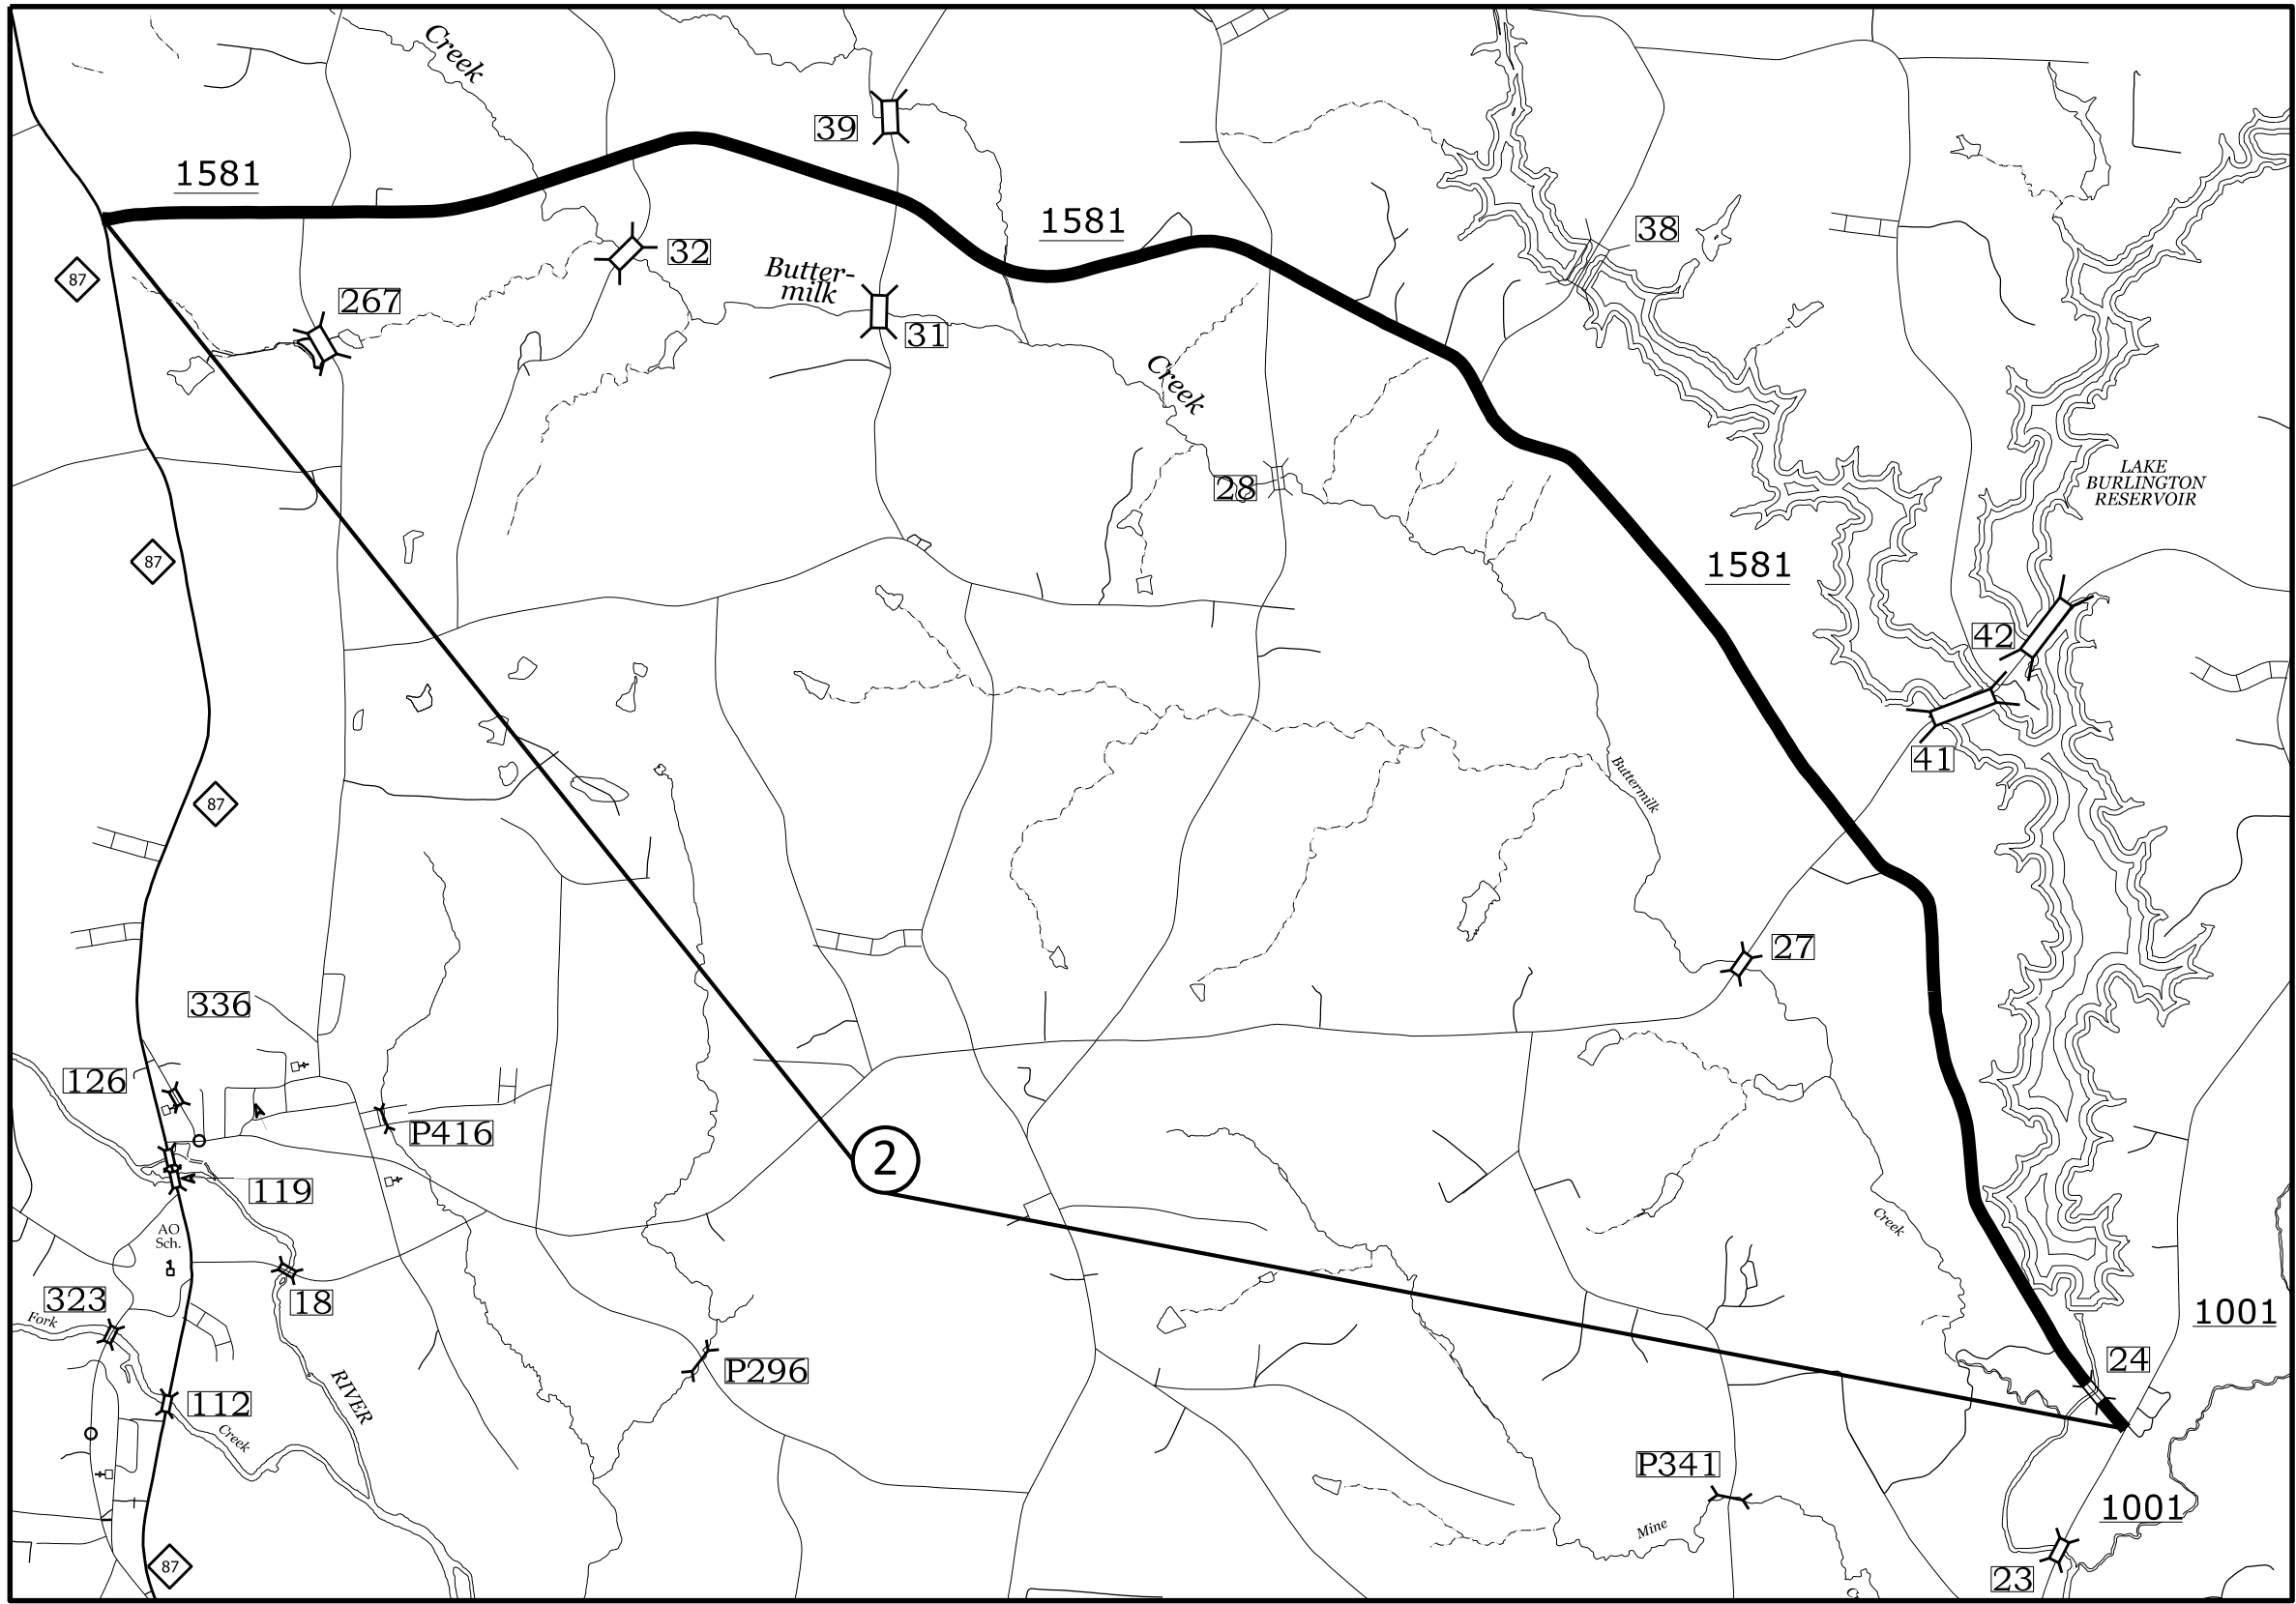 Creek
39
1581
1581
38
32
87
Butter-
milk
267
31
Creek
LAKE
BURLINGTON
RESERVOIR
28
87
1581
42
41
Buttermilk
87
27
336
126
P416
2
119
AO
Sch.
Creek
323
18
Fork
1001
24
RIVER
P296
112
Creek
P341
1001
Mine
87
23